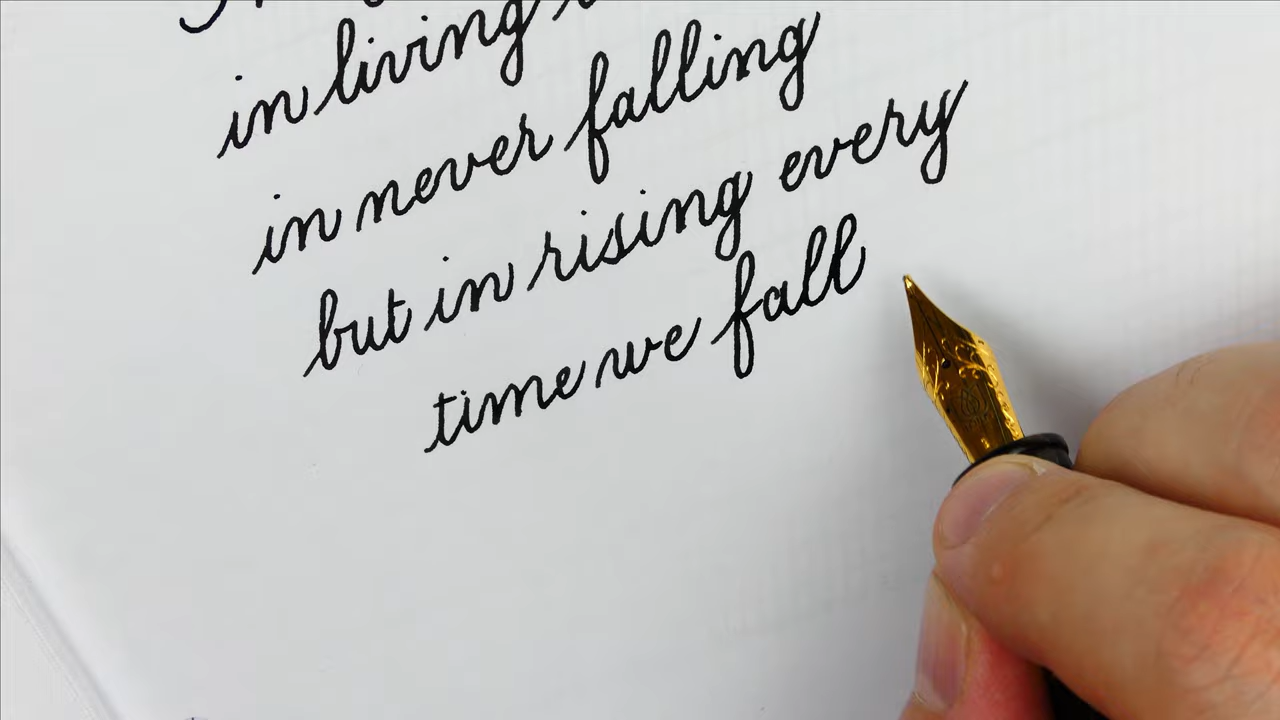 in living
in never falling
but in rising every
time we fall